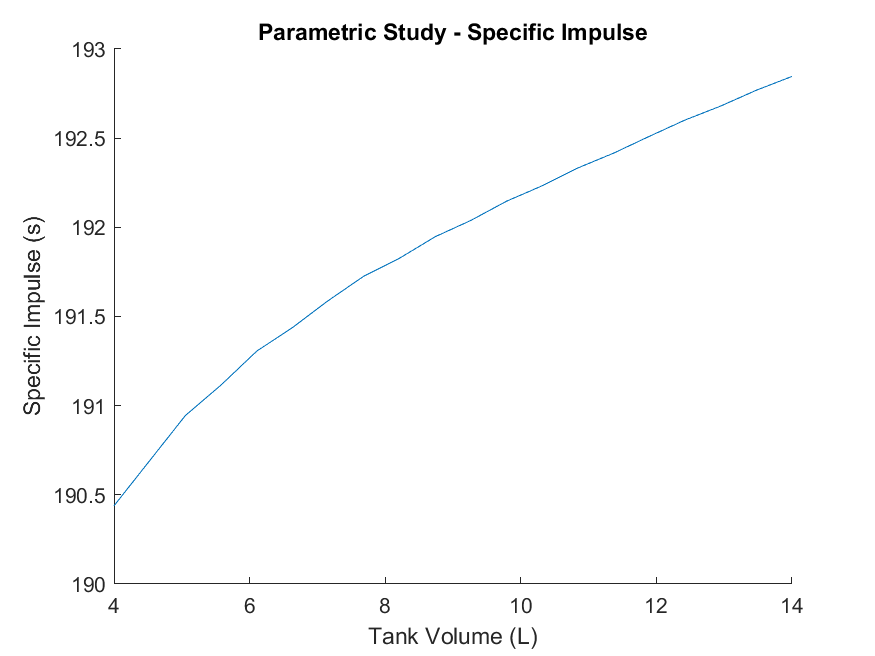 Parametric Study - Specific Impulse
193
192.5
192
191.5
191
190.5
190
Specific Impulse (s)
4 6 8 10 12 14
Tank Volume (L)